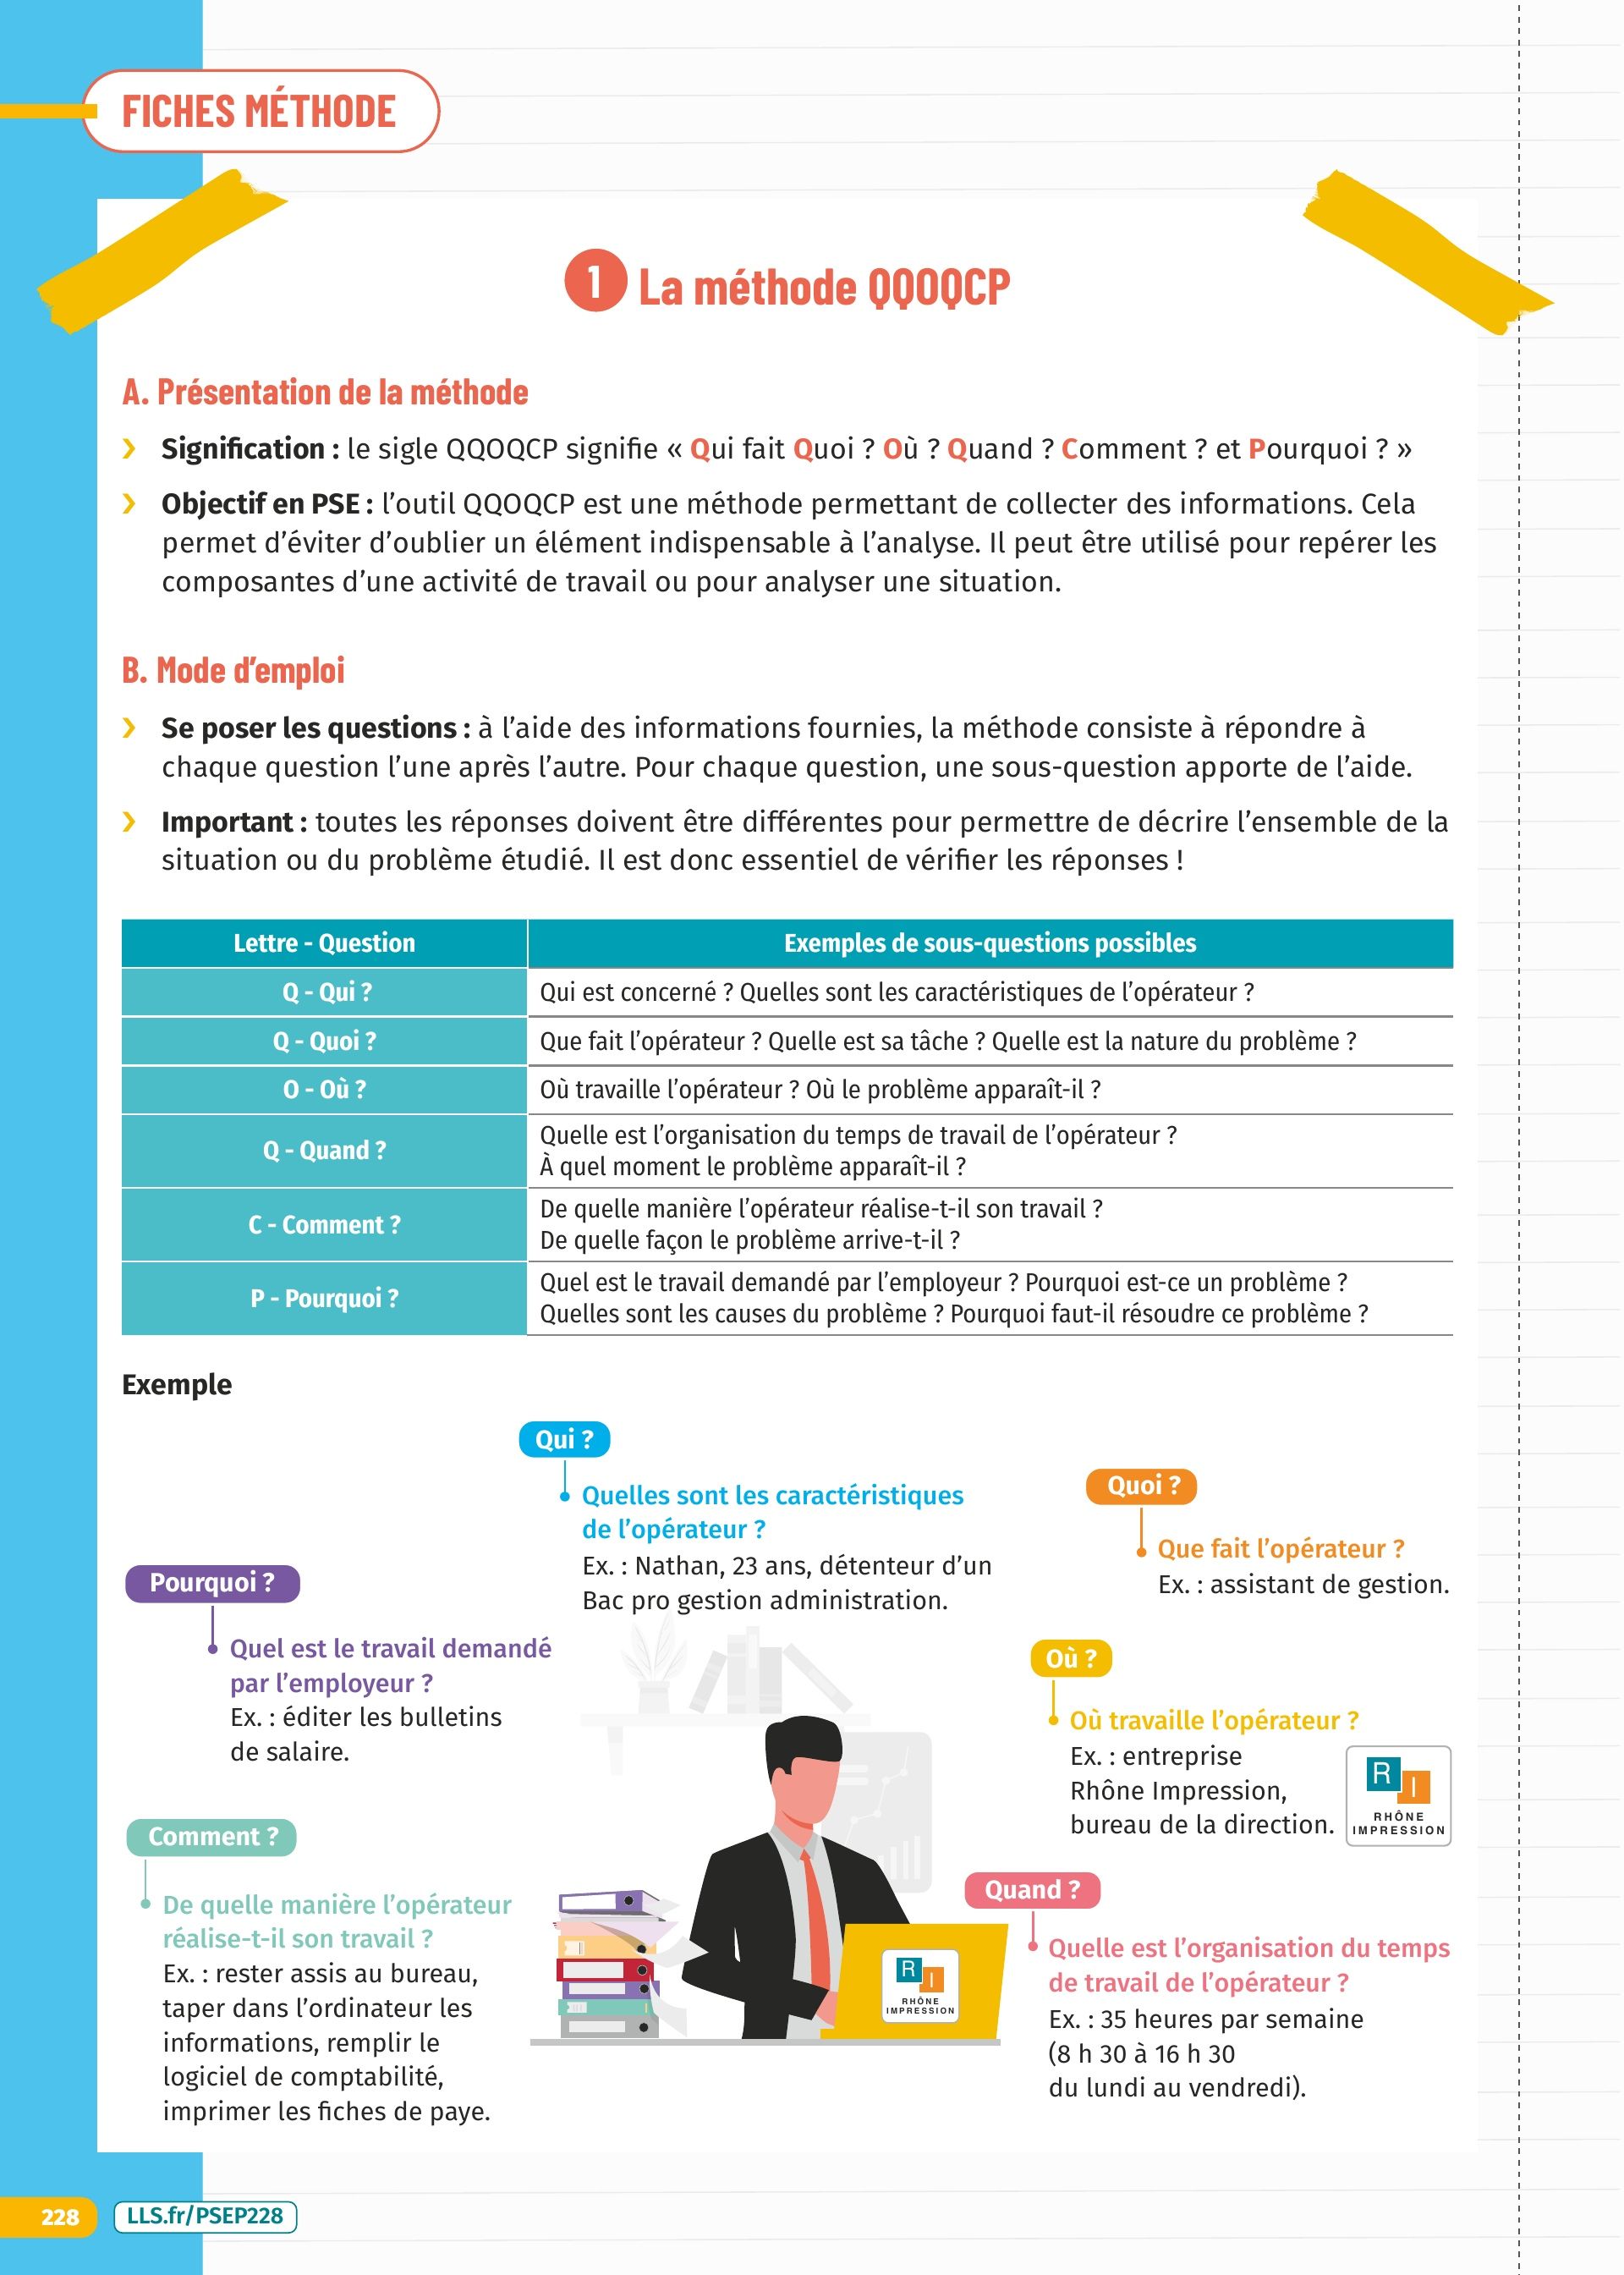 FICHES MÉTHODE
1 La méthode QQOQCP
A. Présentation de la méthode
› Signification : le sigle QQOQCP signifie « Qui fait Quoi ? Où ? Quand ? Comment ? et Pourquoi ? »
› Objectif en PSE : l’outil QQOQCP est une méthode permettant de collecter des informations. Cela
permet d’éviter d’oublier un élément indispensable à l’analyse. Il peut être utilisé pour repérer les
composantes d’une activité de travail ou pour analyser une situation.
B. Mode d’emploi
› Se poser les questions : à l’aide des informations fournies, la méthode consiste à répondre à
chaque question l’une après l’autre. Pour chaque question, une sous-question apporte de l’aide.
› Important : toutes les réponses doivent être différentes pour permettre de décrire l’ensemble de la
situation ou du problème étudié. Il est donc essentiel de vérifier les réponses !
Lettre - Question
Exemples de sous-questions possibles
Q - Qui ?
Qui est concerné ? Quelles sont les caractéristiques de l’opérateur ?
Q - Quoi ?
Que fait l’opérateur ? Quelle est sa tâche ? Quelle est la nature du problème ?
O - Où ?
Où travaille l’opérateur ? Où le problème apparaît-il ?
Q - Quand ?
Quelle est l’organisation du temps de travail de l’opérateur ?
À quel moment le problème apparaît-il ?
C - Comment ?
De quelle manière l’opérateur réalise-t-il son travail ?
De quelle façon le problème arrive-t-il ?
P - Pourquoi ?
Quel est le travail demandé par l’employeur ? Pourquoi est-ce un problème ?
Quelles sont les causes du problème ? Pourquoi faut-il résoudre ce problème ?
Exemple
Qui ?
Quelles sont les caractéristiques
de l’opérateur ?
Ex. : Nathan, 23 ans, détenteur d’un
Bac pro gestion administration.
Quoi ?
Que fait l’opérateur ?
Ex. : assistant de gestion.
Pourquoi ?
Quel est le travail demandé
par l’employeur ?
Ex. : éditer les bulletins
de salaire.
Où ?
Où travaille l’opérateur ?
Ex. : entreprise
Rhône Impression,
bureau de la direction.
R I
RHÔNE
IMPRESSION
Comment ?
De quelle manière l’opérateur
réalise-t-il son travail ?
Ex. : rester assis au bureau,
taper dans l’ordinateur les
informations, remplir le
logiciel de comptabilité,
imprimer les fiches de paye.
R I
RHÔNE
IMPRESSION
Quand ?
Quelle est l’organisation du temps
de travail de l’opérateur ?
Ex. : 35 heures par semaine
(8 h 30 à 16 h 30
du lundi au vendredi).
228
LLS.fr/PSEP228